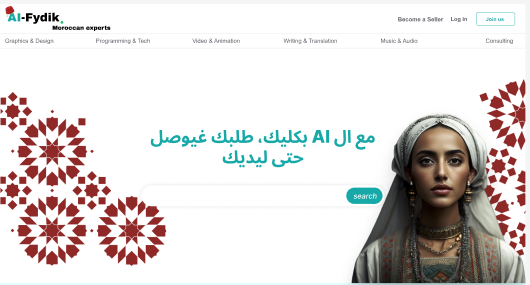 AI-Fydik.
Moroccan experts
Become a Seller
Log in
Join us
Graphics & Design
Programming & Tech
Video & Animation
Writing & Translation
Music & Audio
Consulting
مع ال AI بكليك، طلبك غيوصل
حتى ليديك
search